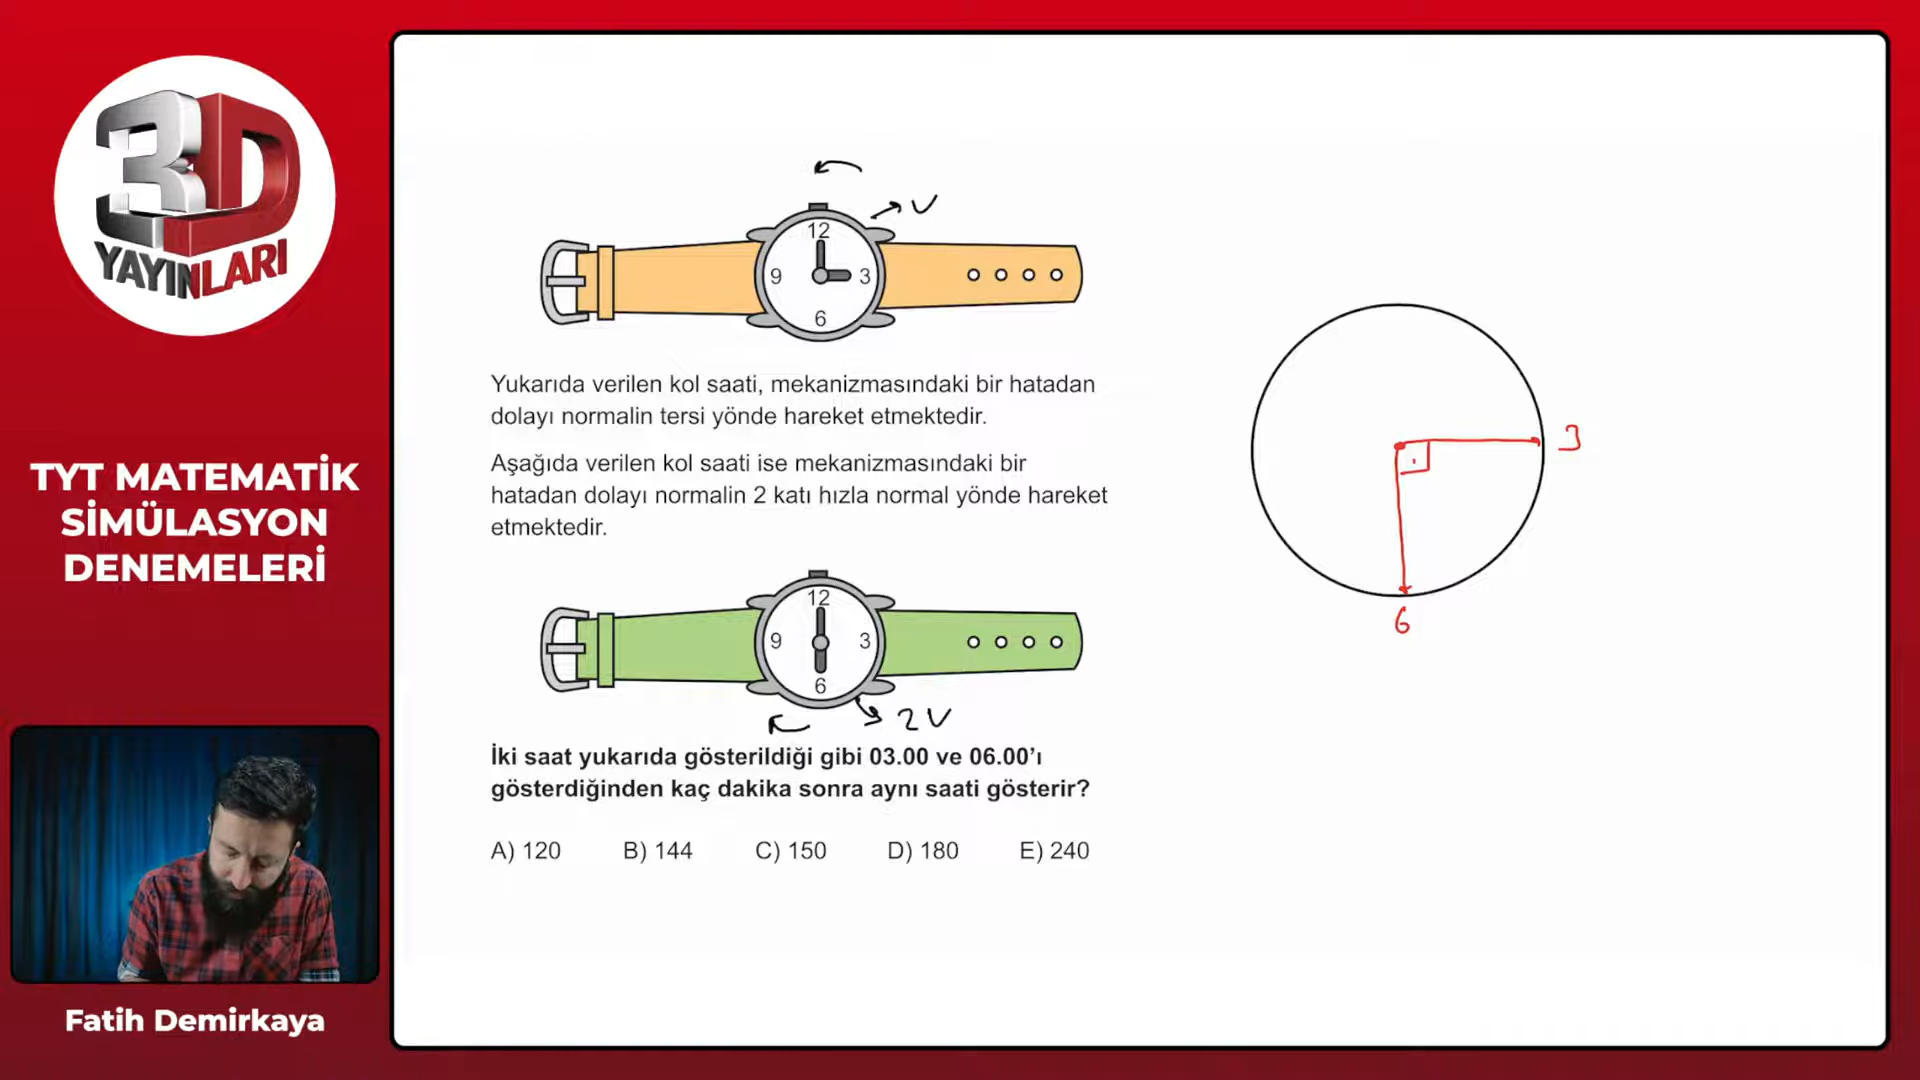 3D
YAYINLARI
TYT MATEMATİK
SİMÜLASYON
DENEMELERİ
Fatih Demirkaya
V
12
9 3
6
Yukarıda verilen kol saati, mekanizmasındaki bir hatadan
dolayı normalin tersi yönde hareket etmektedir.
Aşağıda verilen kol saati ise mekanizmasındaki bir
hatadan dolayı normalin 2 katı hızla normal yönde hareket
etmektedir.
12
9 3
6
2V
İki saat yukarıda gösterildiği gibi 03.00 ve 06.00’ı
gösterdiğinden kaç dakika sonra aynı saati gösterir?
A) 120 B) 144 C) 150 D) 180 E) 240
3
6